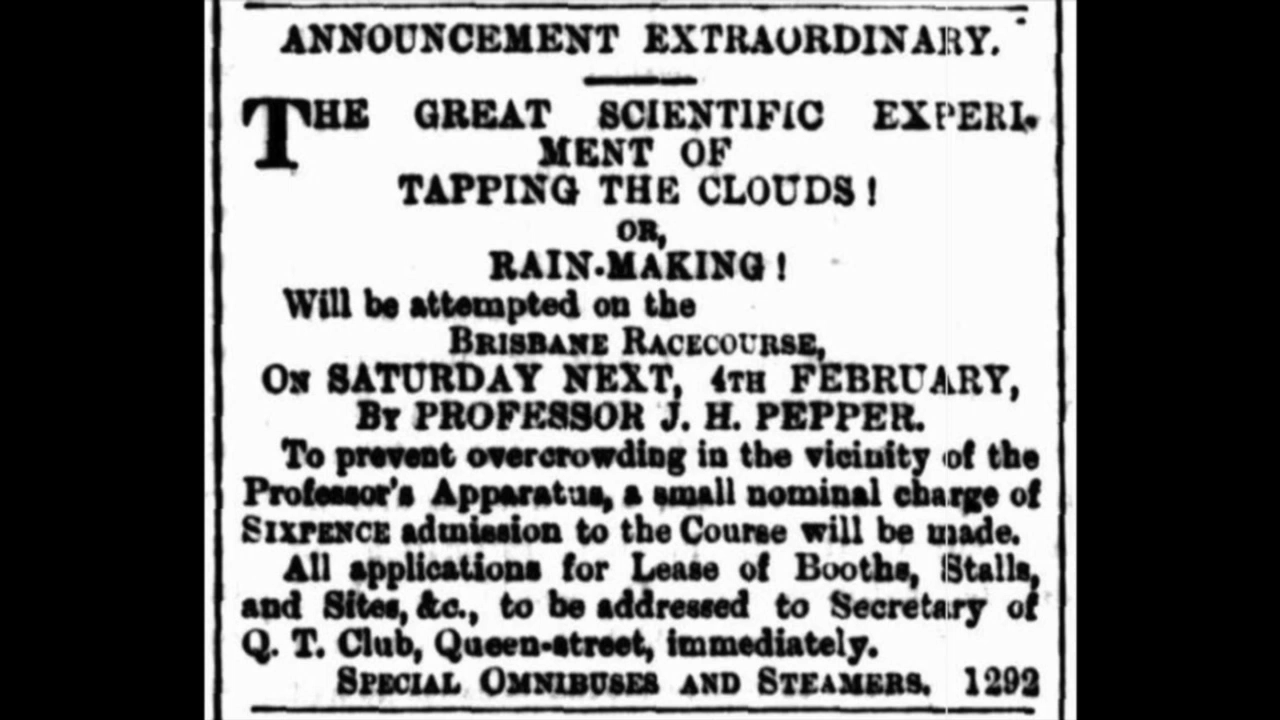 ANNOUNCEMENT EXTRAORDINARY.
THE GREAT SCIENTIFIC EXPERI-
MENT OF
TAPPING THE CLOUDS!
OR,
RAIN-MAKING!
Will be attempted on the
BRISBANE RACECOURSE,
ON SATURDAY NEXT, 4TH FEBRUARY,
BY PROFESSOR J. H. PEPPER.
To prevent overcrowding in the vicinity of the
Professor's Apparatus, a small nominal charge of
SIXPENCE admission to the Course will be made.
All applications for Lease of Booths, Stalls,
and Sites, &c., to be addressed to Secretary of
Q. T. Club, Queen-street, immediately.
SPECIAL OMNIBUSES AND STEAMERS. 1292